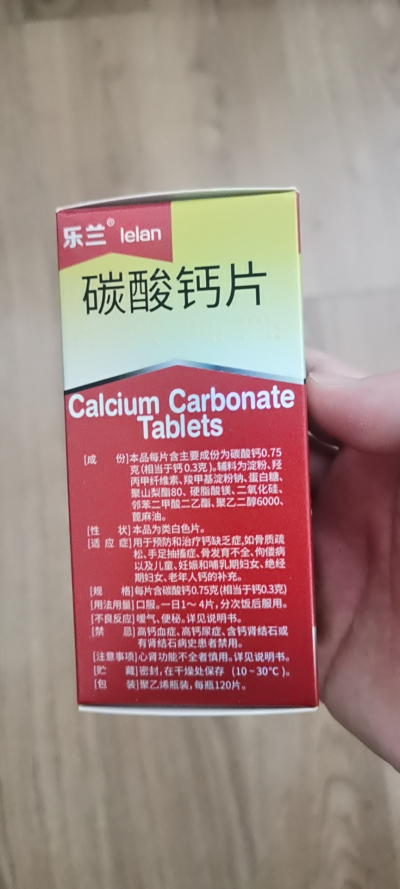 乐兰® lelan
碳酸钙片
Calcium Carbonate
Tablets
[成 份]本品每片含主要成份为碳酸钙0.75
克(相当于钙0.3克)。辅料为淀粉、羟
丙甲纤维素、羧甲基淀粉钠、蛋白糖、
聚山梨酯80、硬脂酸镁、二氧化硅、
邻苯二甲酸二乙酯、聚乙二醇6000、
蓖麻油。
[性 状]本品为类白色片。
[适 应 症]用于预防和治疗钙缺乏症,如骨质疏
松、手足抽搐症、骨发育不全、佝偻病
以及儿童、妊娠和哺乳期妇女、绝经
期妇女、老年人钙的补充。
[规 格]每片含碳酸钙0.75克(相当于钙0.3克)
[用法用量]口服。一日1～4片,分次饭后服用。
[不良反应]嗳气、便秘。详见说明书。
[禁 忌]高钙血症、高钙尿症、含钙肾结石或
有肾结石病史患者禁用。
[注意事项]心肾功能不全者慎用。详见说明书。
[贮 藏]密封,在干燥处保存(10~30℃)。
[包 装]聚乙烯瓶装,每瓶120片。